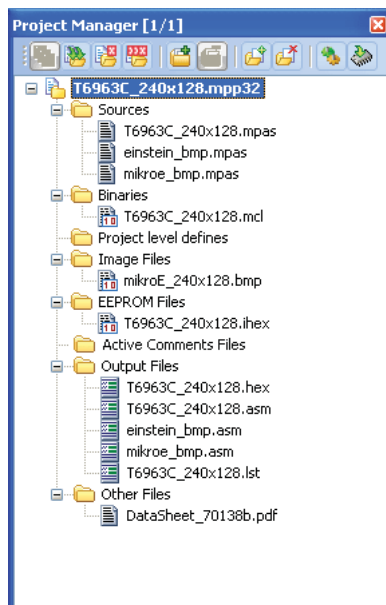 Project Manager [1/1]
T6963C_240x128.mpp32
Sources
T6963C_240x128.mpas
einstein_bmp.mpas
mikroe_bmp.mpas
Binaries
T6963C_240x128.mcl
Project level defines
Image Files
mikroE_240x128.bmp
EEPROM Files
T6963C_240x128.ihex
Active Comments Files
Output Files
T6963C_240x128.hex
T6963C_240x128.asm
einstein_bmp.asm
mikroe_bmp.asm
T6963C_240x128.lst
Other Files
DataSheet_70138b.pdf